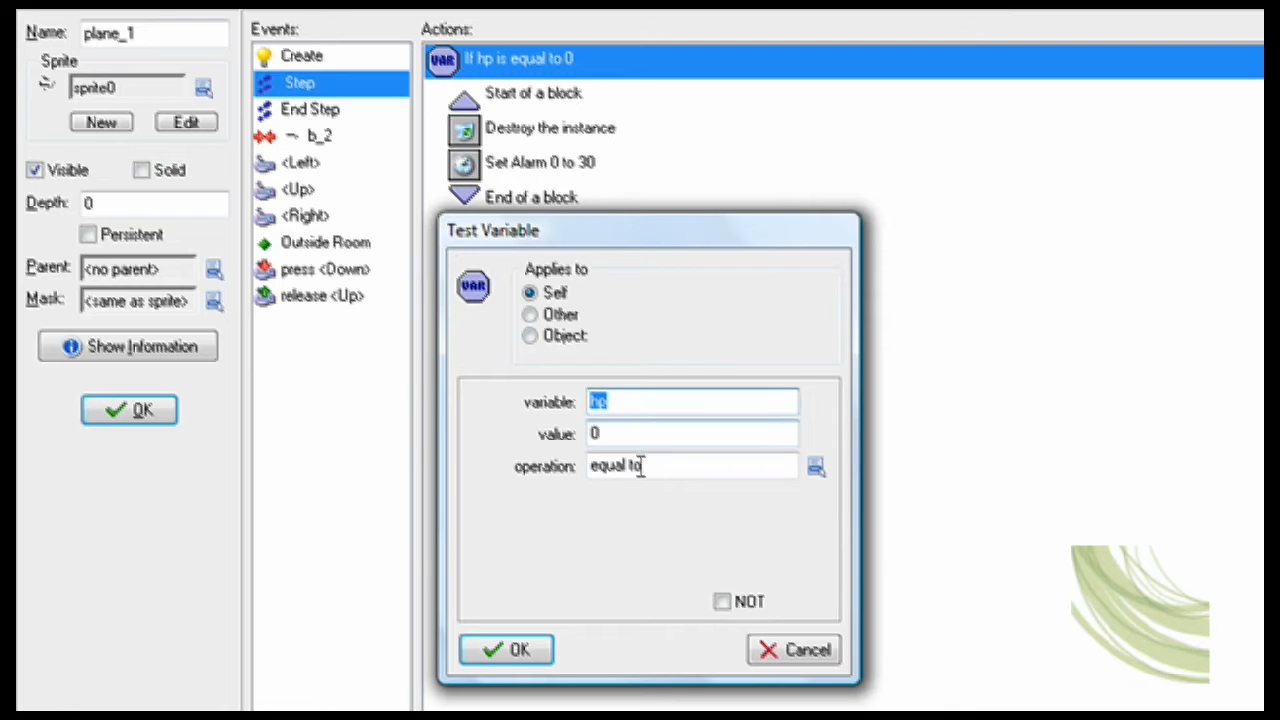 Name: plane_1
Sprite
sprite0
New Edit
Visible Solid
Depth: 0
Persistent
Parent: <no parent>
Mask: <same as sprite>
Show Information
OK
Events:
Create
Step
End Step
b_2
<Left>
<Up>
<Right>
Outside Room
press <Down>
release <Up>
Actions:
VAR If hp is equal to 0
Start of a block
Destroy the instance
Set Alarm 0 to 30
End of a block
Test Variable
VAR
Applies to
Self
Other
Object:
variable: hp
value: 0
operation: equal to
NOT
OK Cancel